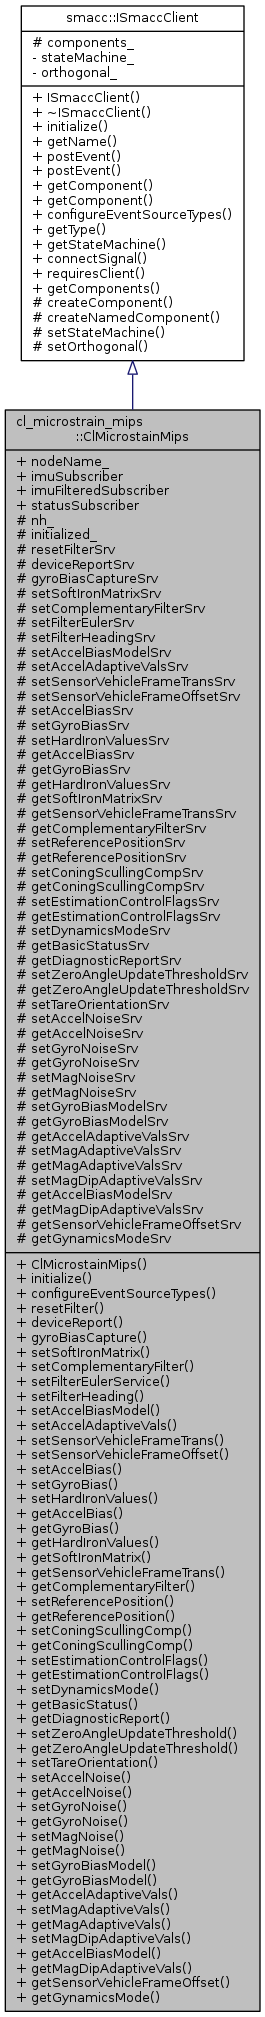 smacc::ISmaccClient
# components_
- stateMachine_
- orthogonal_
+ ISmaccClient()
+ ~ISmaccClient()
+ initialize()
+ getName()
+ postEvent()
+ postEvent()
+ getComponent()
+ getComponent()
+ configureEventSourceTypes()
+ getType()
+ getStateMachine()
+ connectSignal()
+ requiresClient()
+ getComponents()
# createComponent()
# createNamedComponent()
# setStateMachine()
# setOrthogonal()
cl_microstrain_mips
::ClMicrostainMips
+ nodeName_
+ imuSubscriber
+ imuFilteredSubscriber
+ statusSubscriber
# nh_
# initialized_
# resetFilterSrv
# deviceReportSrv
# gyroBiasCaptureSrv
# setSoftIronMatrixSrv
# setComplementaryFilterSrv
# setFilterEulerSrv
# setFilterHeadingSrv
# setAccelBiasModelSrv
# setAccelAdaptiveValsSrv
# setSensorVehicleFrameTransSrv
# setSensorVehicleFrameOffsetSrv
# setAccelBiasSrv
# setGyroBiasSrv
# setHardIronValuesSrv
# getAccelBiasSrv
# getGyroBiasSrv
# getHardIronValuesSrv
# getSoftIronMatrixSrv
# getSensorVehicleFrameTransSrv
# getComplementaryFilterSrv
# setReferencePositionSrv
# getReferencePositionSrv
# setConingScullingCompSrv
# getConingScullingCompSrv
# setEstimationControlFlagsSrv
# getEstimationControlFlagsSrv
# setDynamicsModeSrv
# getBasicStatusSrv
# getDiagnosticReportSrv
# setZeroAngleUpdateThresholdSrv
# getZeroAngleUpdateThresholdSrv
# setTareOrientationSrv
# setAccelNoiseSrv
# getAccelNoiseSrv
# setGyroNoiseSrv
# getGyroNoiseSrv
# setMagNoiseSrv
# getMagNoiseSrv
# setGyroBiasModelSrv
# getGyroBiasModelSrv
# getAccelAdaptiveValsSrv
# setMagAdaptiveValsSrv
# getMagAdaptiveValsSrv
# setMagDipAdaptiveValsSrv
# getAccelBiasModelSrv
# getMagDipAdaptiveValsSrv
# getSensorVehicleFrameOffsetSrv
# getGynamicsModeSrv
+ ClMicrostainMips()
+ initialize()
+ configureEventSourceTypes()
+ resetFilter()
+ deviceReport()
+ gyroBiasCapture()
+ setSoftIronMatrix()
+ setComplementaryFilter()
+ setFilterEulerService()
+ setFilterHeading()
+ setAccelBiasModel()
+ setAccelAdaptiveVals()
+ setSensorVehicleFrameTrans()
+ setSensorVehicleFrameOffset()
+ setAccelBias()
+ setGyroBias()
+ setHardIronValues()
+ getAccelBias()
+ getGyroBias()
+ getHardIronValues()
+ getSoftIronMatrix()
+ getSensorVehicleFrameTrans()
+ getComplementaryFilter()
+ setReferencePosition()
+ getReferencePosition()
+ setConingScullingComp()
+ getConingScullingComp()
+ setEstimationControlFlags()
+ getEstimationControlFlags()
+ setDynamicsMode()
+ getBasicStatus()
+ getDiagnosticReport()
+ setZeroAngleUpdateThreshold()
+ getZeroAngleUpdateThreshold()
+ setTareOrientation()
+ setAccelNoise()
+ getAccelNoise()
+ setGyroNoise()
+ getGyroNoise()
+ setMagNoise()
+ getMagNoise()
+ setGyroBiasModel()
+ getGyroBiasModel()
+ getAccelAdaptiveVals()
+ setMagAdaptiveVals()
+ getMagAdaptiveVals()
+ setMagDipAdaptiveVals()
+ getAccelBiasModel()
+ getMagDipAdaptiveVals()
+ getSensorVehicleFrameOffset()
+ getGynamicsMode()